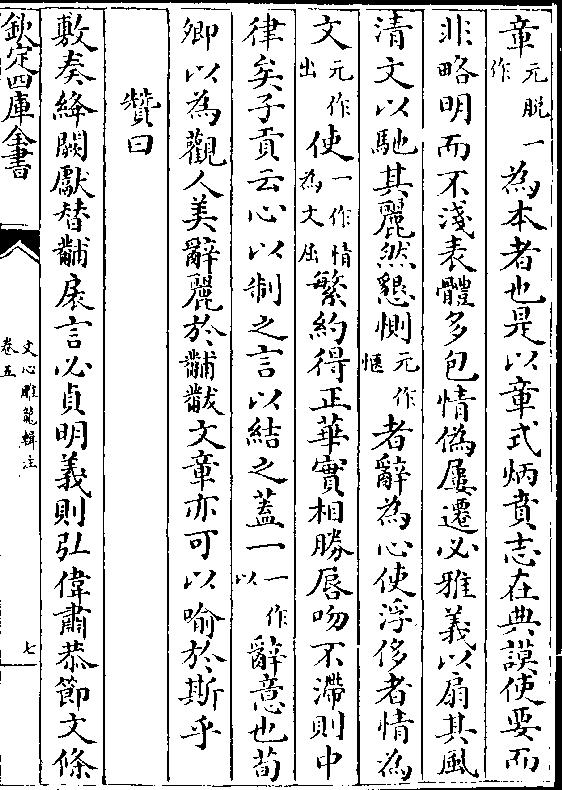 章元脱一作為本者也是以章式炳賁志在典謨使要而
非略明而不淺表體多包情偽屢遷必雅義以扇其風
清文以馳其麗然懇惻元作愜者辭為心使浮侈者情為
文元作出使一作情為文屈繁約得正華實相勝唇吻不滯則中
律矣子貢云心以制之言以結之蓋一一作以辭意也荀
卿以為觀人美辭麗於黼黻文章亦可以喻於斯乎
贊曰
敷奏絳闕獻替黼扆言必貞明義則弘偉肅恭節文條
欽定四庫全書
文心雕龍輯注
卷五
七